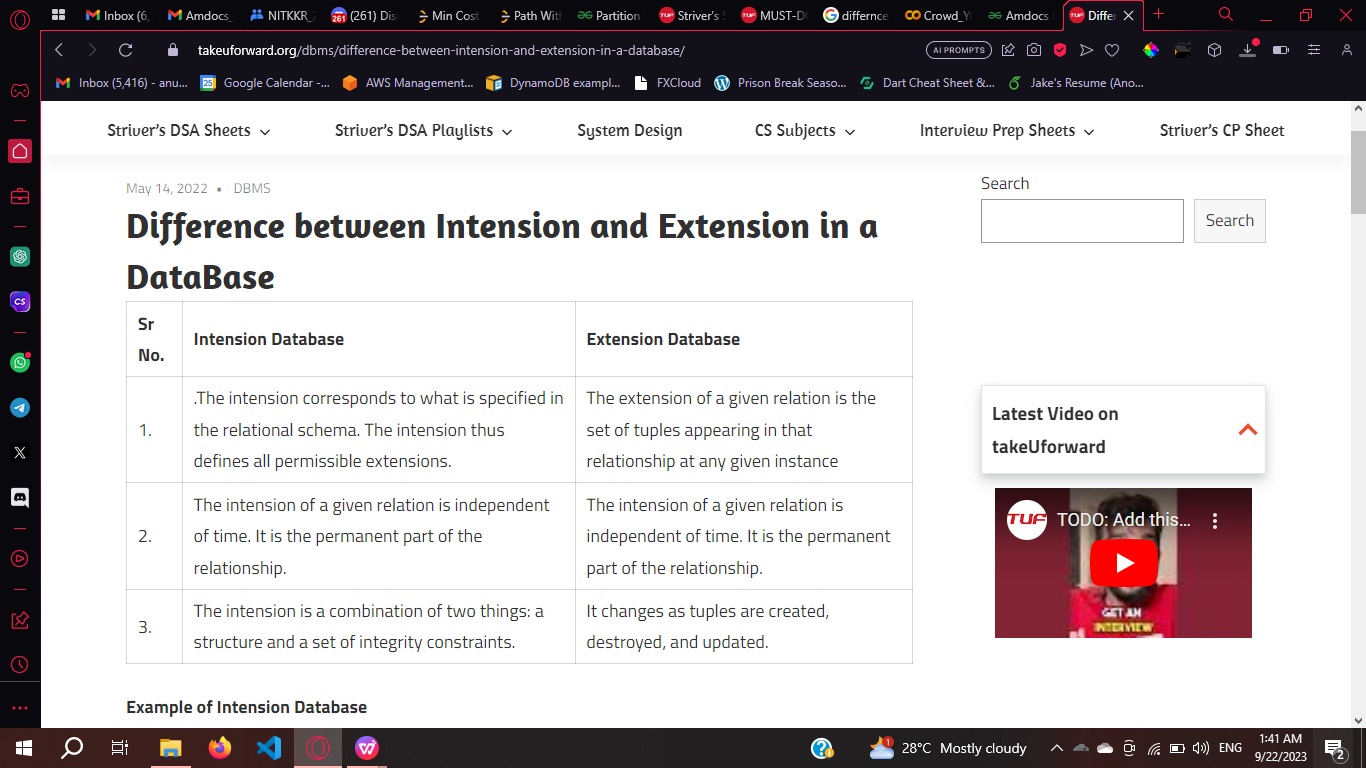 Inbox (6,
Amdocs_
NITKKR_2
(261) Dis
Min Cost
Path With
Partition
Striver's S
MUST-DO
differnce
Crowd_Y
Amdocs
Differ
takeuforward.org/dbms/difference-between-intension-and-extension-in-a-database/
AI PROMPTS
Inbox (5,416) - anu...
Google Calendar -...
AWS Management...
DynamoDB exampl...
FXCloud
Prison Break Seaso...
Dart Cheat Sheet &...
Jake's Resume (Ano...
Striver's DSA Sheets
Striver's DSA Playlists
System Design
CS Subjects
Interview Prep Sheets
Striver's CP Sheet
May 14, 2022 • DBMS
Difference between Intension and Extension in a
DataBase
Search
Search
Sr
No.
Intension Database
Extension Database
1.
.The intension corresponds to what is specified in
the relational schema. The intension thus
defines all permissible extensions.
The extension of a given relation is the
set of tuples appearing in that
relationship at any given instance
2.
The intension of a given relation is independent
of time. It is the permanent part of the
relationship.
The intension of a given relation is
independent of time. It is the permanent
part of the relationship.
3.
The intension is a combination of two things: a
structure and a set of integrity constraints.
It changes as tuples are created,
destroyed, and updated.
Example of Intension Database
Latest Video on
takeUforward
TUF
TODO: Add this...
GET AN
INTERVIEW
28°C Mostly cloudy
ENG
1:41 AM
9/22/2023
2